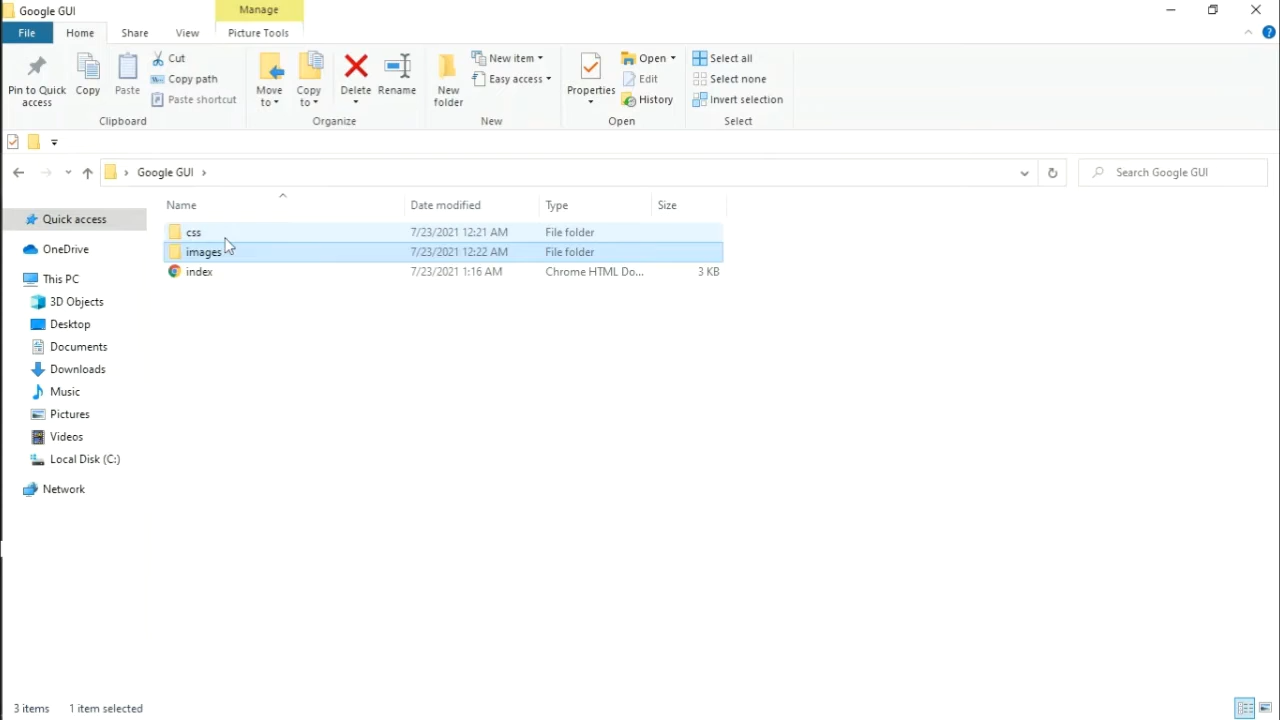 Google GUI
Manage
File
Home
Share
View
Picture Tools
Pin to Quick access
Copy
Paste
Cut
Copy path
Paste shortcut
Clipboard
Move to
Copy to
Delete
Rename
Organize
New folder
New item
Easy access
New
Properties
Open
Edit
History
Open
Select all
Select none
Invert selection
Select
Google GUI
Search Google GUI
Name Date modified Type Size
css 7/23/2021 12:21 AM File folder
images 7/23/2021 12:22 AM File folder
index 7/23/2021 1:16 AM Chrome HTML Do... 3 KB
Quick access
OneDrive
This PC
3D Objects
Desktop
Documents
Downloads
Music
Pictures
Videos
Local Disk (C:)
Network
3 items 1 item selected